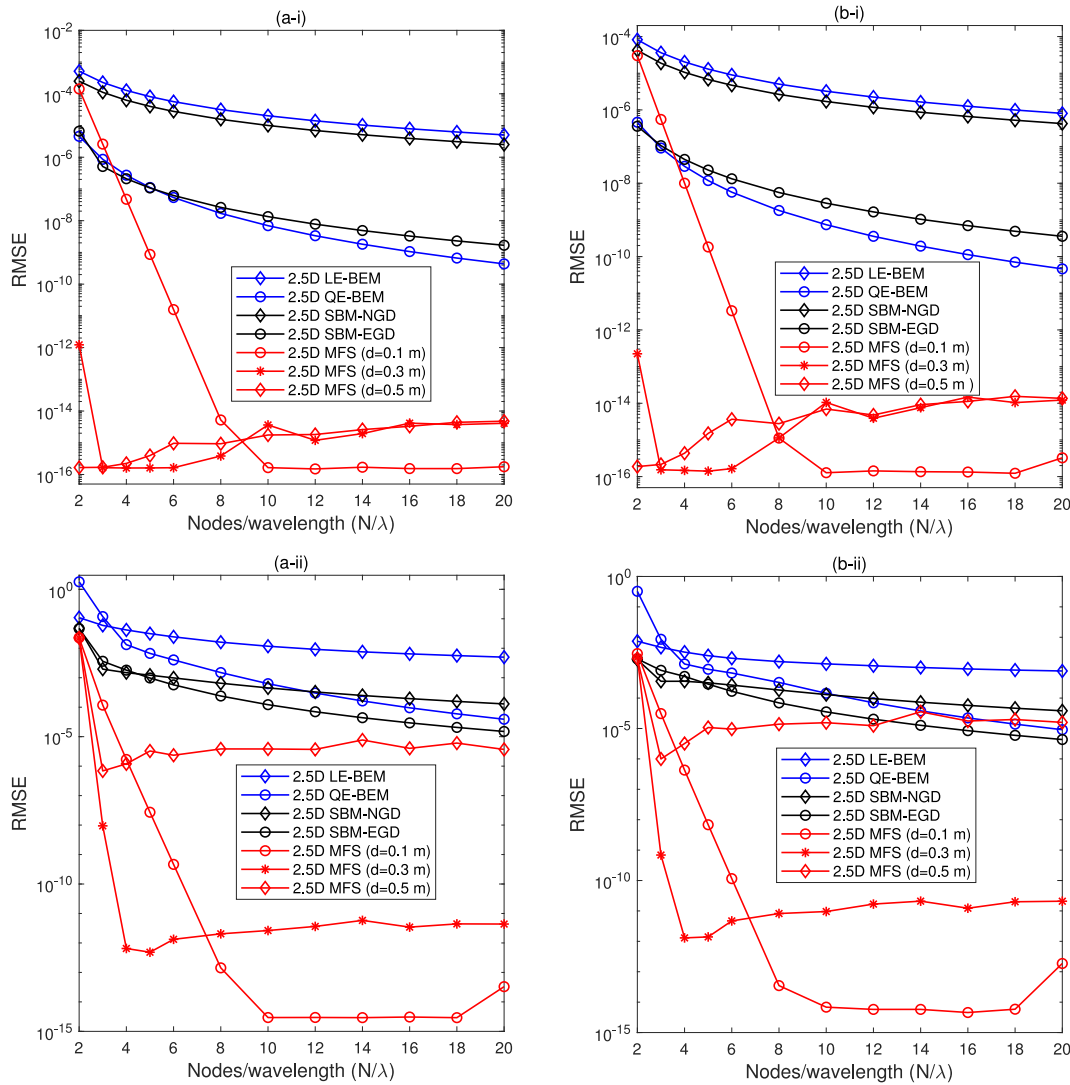 (a-i)
10^-2
10^-4
10^-6
10^-8
10^-10
10^-12
10^-14
10^-16
RMSE
2.5D LE-BEM
2.5D QE-BEM
2.5D SBM-NGD
2.5D SBM-EGD
2.5D MFS (d=0.1 m)
2.5D MFS (d=0.3 m)
2.5D MFS (d=0.5 m)
2 4 6 8 10 12 14 16 18 20
Nodes/wavelength (N/λ)
(b-i)
10^-4
10^-6
10^-8
10^-10
10^-12
10^-14
10^-16
RMSE
2.5D LE-BEM
2.5D QE-BEM
2.5D SBM-NGD
2.5D SBM-EGD
2.5D MFS (d=0.1 m)
2.5D MFS (d=0.3 m)
2.5D MFS (d=0.5 m )
2 4 6 8 10 12 14 16 18 20
Nodes/wavelength (N/λ)
(a-ii)
10^0
10^-5
10^-10
10^-15
RMSE
2.5D LE-BEM
2.5D QE-BEM
2.5D SBM-NGD
2.5D SBM-EGD
2.5D MFS (d=0.1 m)
2.5D MFS (d=0.3 m)
2.5D MFS (d=0.5 m)
2 4 6 8 10 12 14 16 18 20
Nodes/wavelength (N/λ)
(b-ii)
10^0
10^-5
10^-10
10^-15
RMSE
2.5D LE-BEM
2.5D QE-BEM
2.5D SBM-NGD
2.5D SBM-EGD
2.5D MFS (d=0.1 m)
2.5D MFS (d=0.3 m)
2.5D MFS (d=0.5 m)
2 4 6 8 10 12 14 16 18 20
Nodes/wavelength (N/λ)